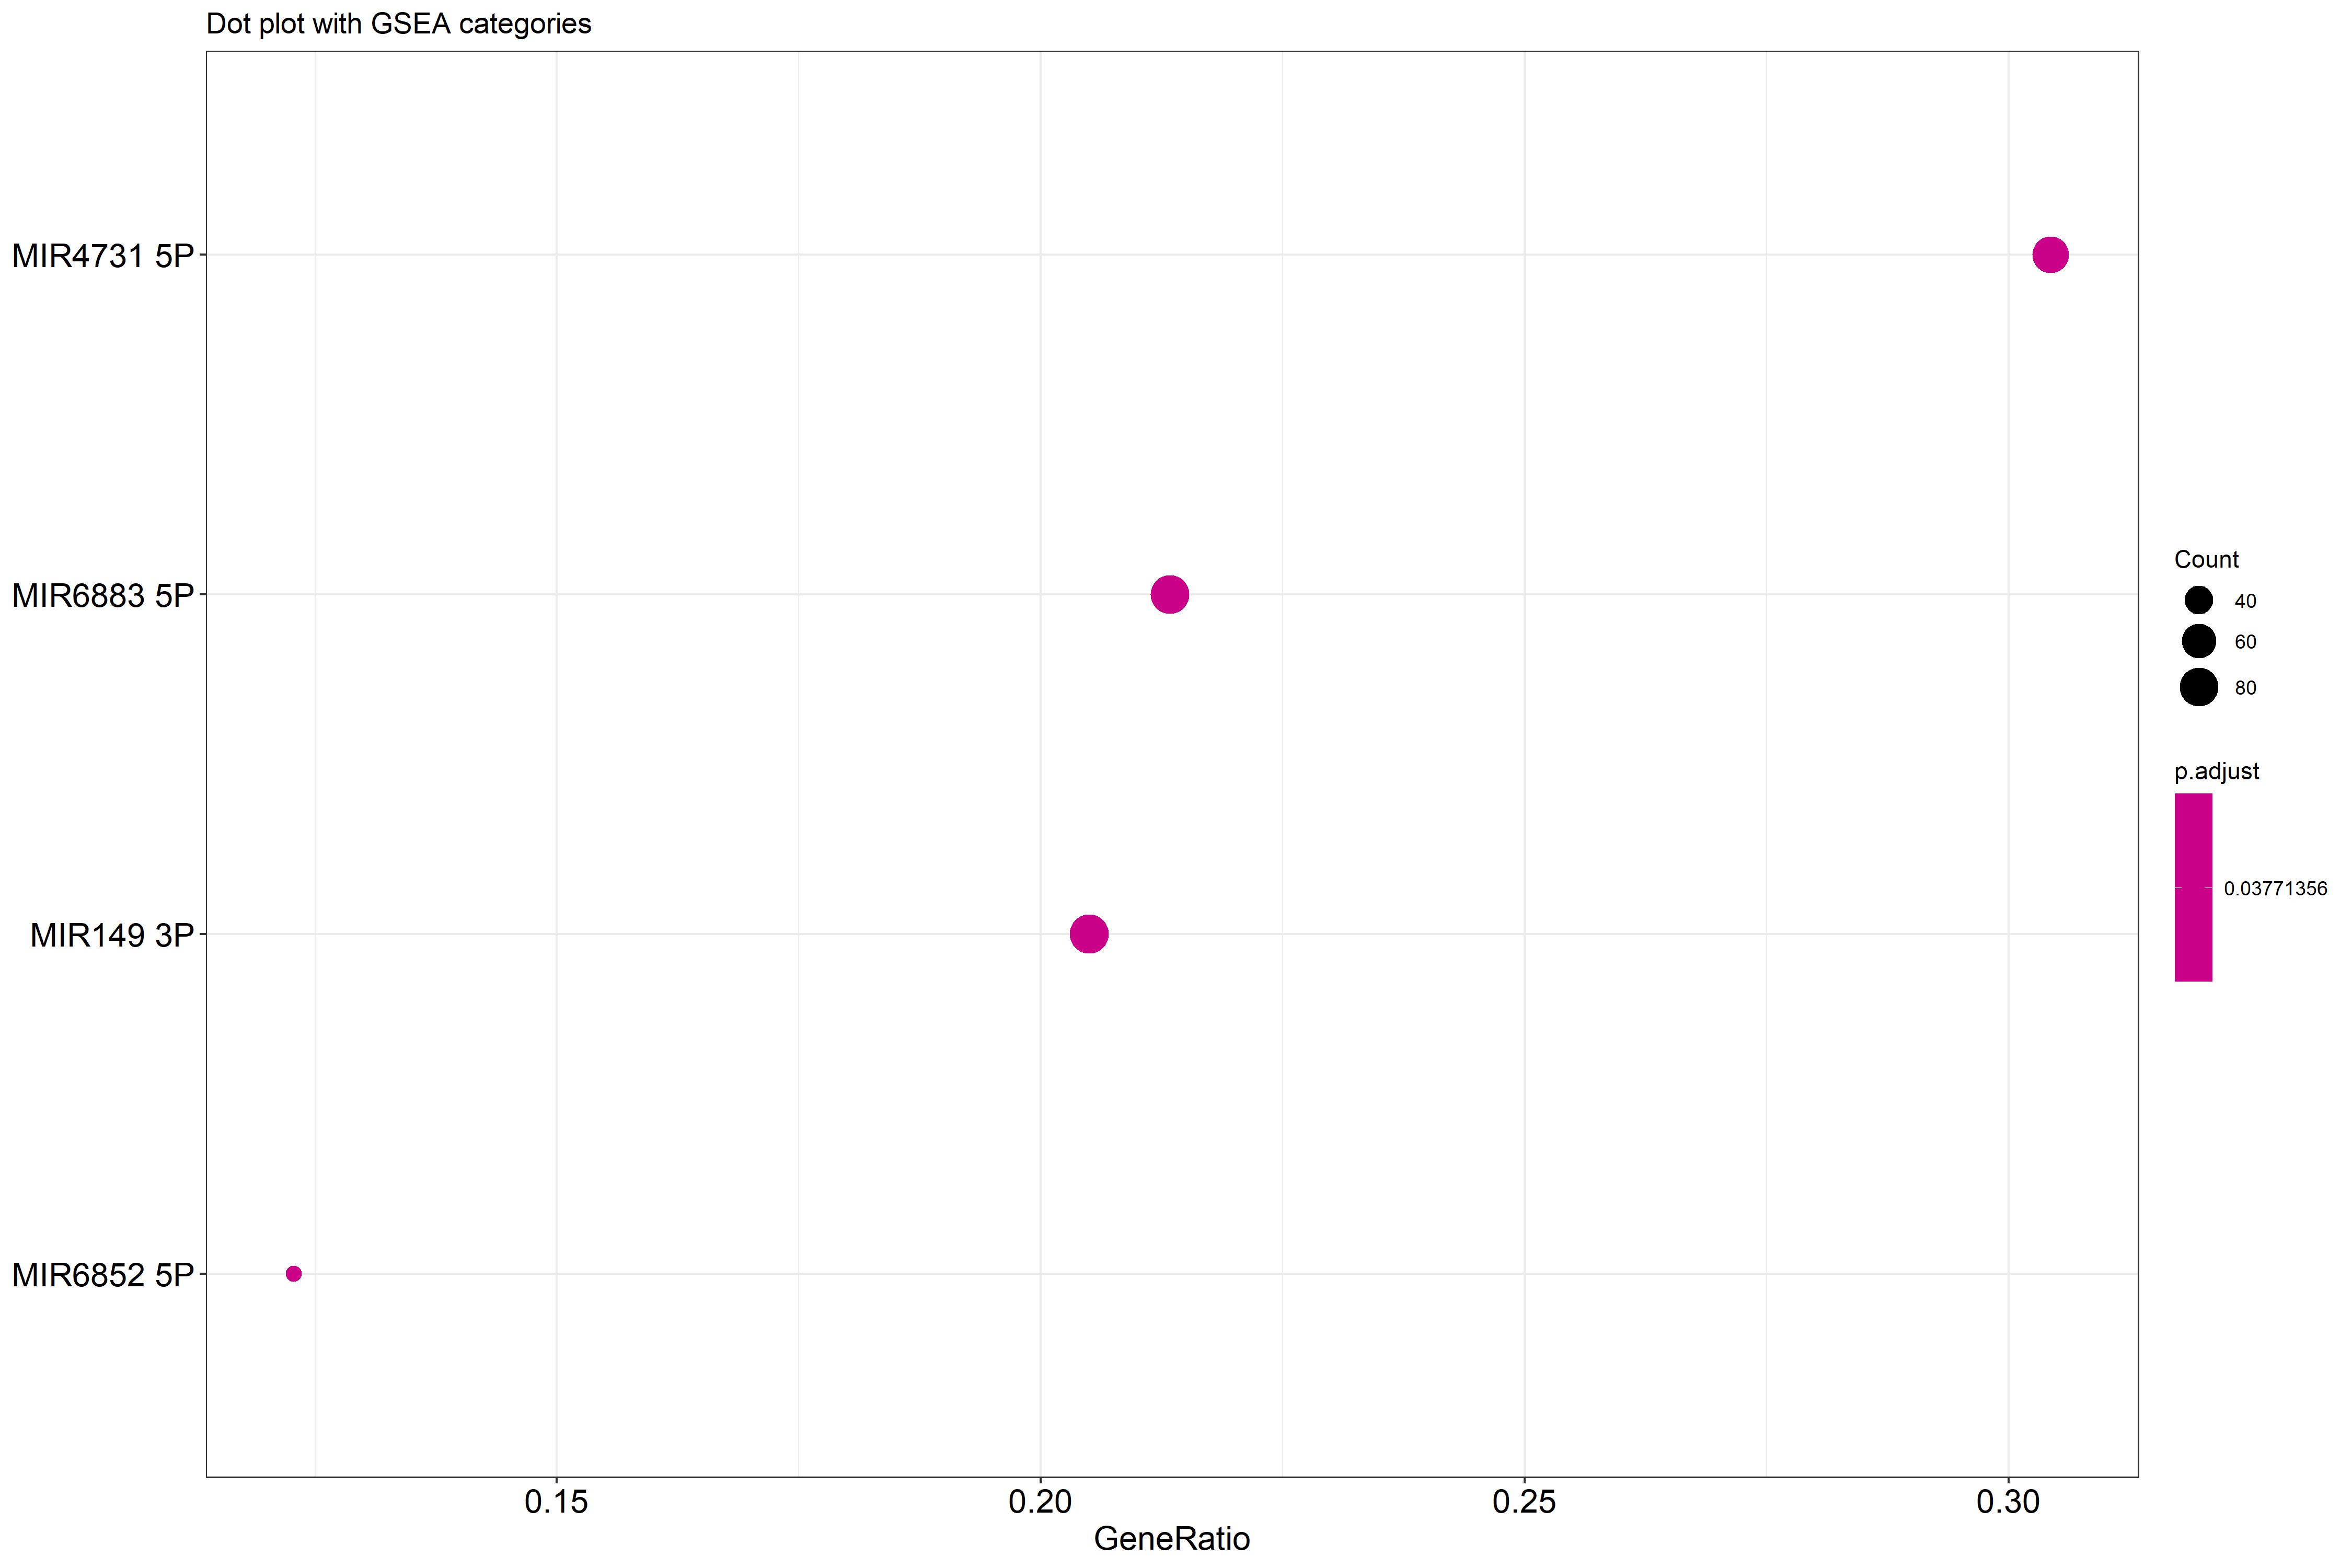 Dot plot with GSEA categories
MIR4731 5P
MIR6883 5P
MIR149 3P
MIR6852 5P
0.15
0.20
0.25
0.30
GeneRatio
Count
40
60
80
p.adjust
0.03771356